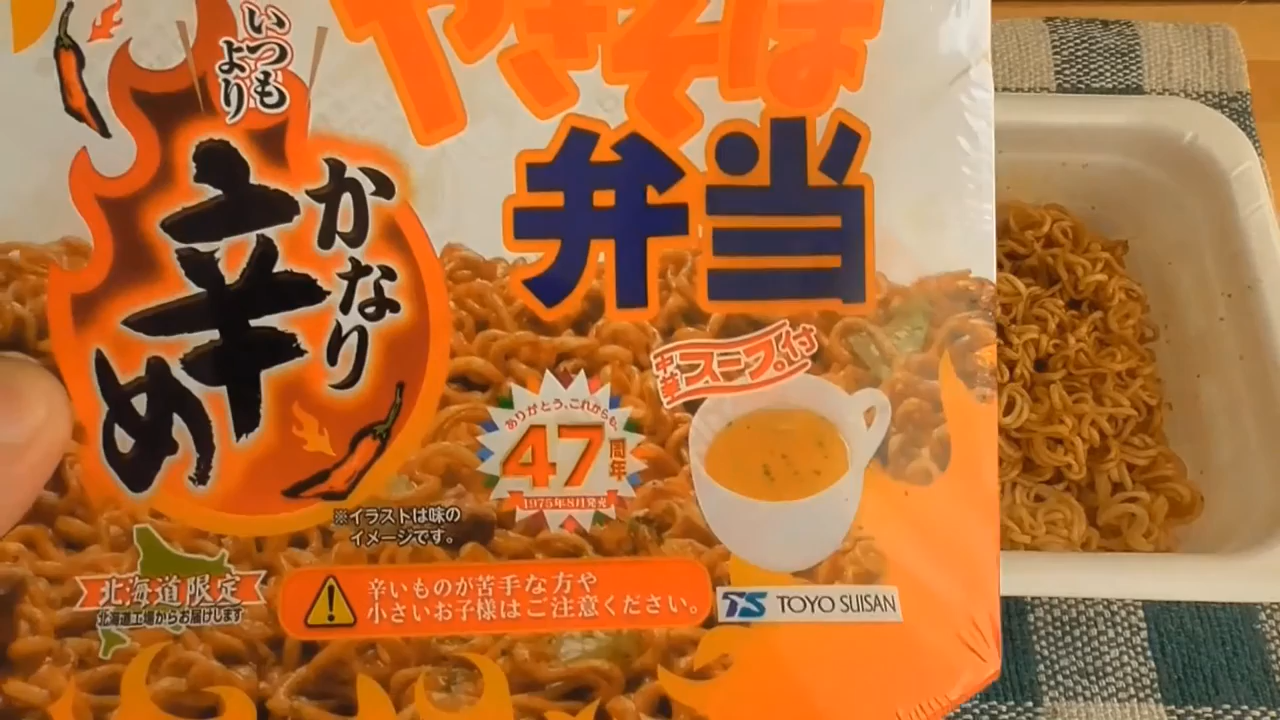 いつも
より
かなり
辛め
やきそば
弁当
中華スープ付
ありがとう、これからも。
47周年
1975年8月発売
※イラストは味の
イメージです。
北海道限定
北海道工場からお届けします
辛いものが苦手な方や
小さいお子様はご注意ください。
TS TOYO SUISAN